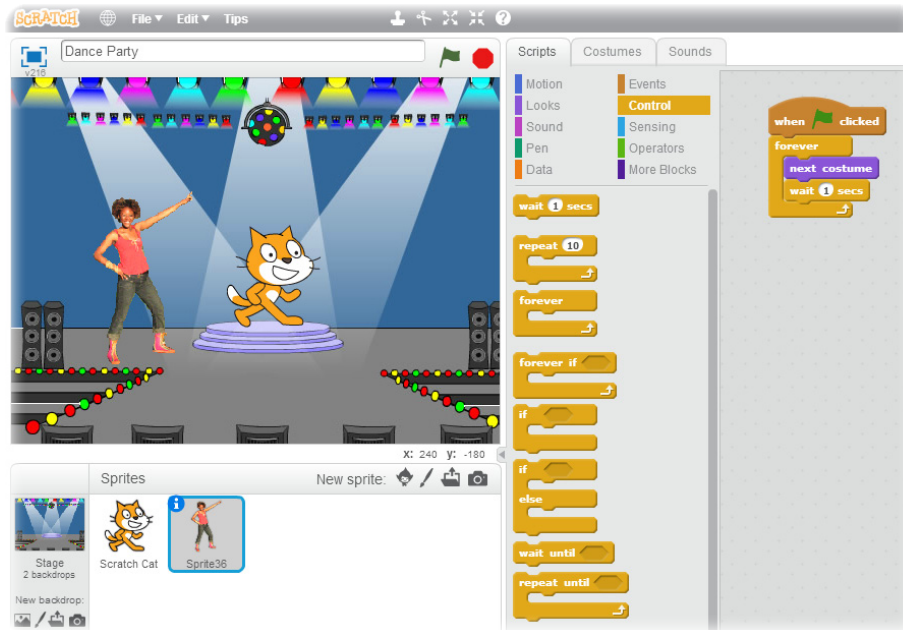 SCRATCH File Edit Tips
v216 Dance Party
X: 240 y: -180
Sprites New sprite:
Stage
2 backdrops
New backdrop:
Scratch Cat
Sprite36
Scripts Costumes Sounds
Motion Events
Looks Control
Sound Sensing
Pen Operators
Data More Blocks
wait 1 secs
repeat 10
forever
forever if
if
if
else
wait until
repeat until
when clicked
forever
next costume
wait 1 secs